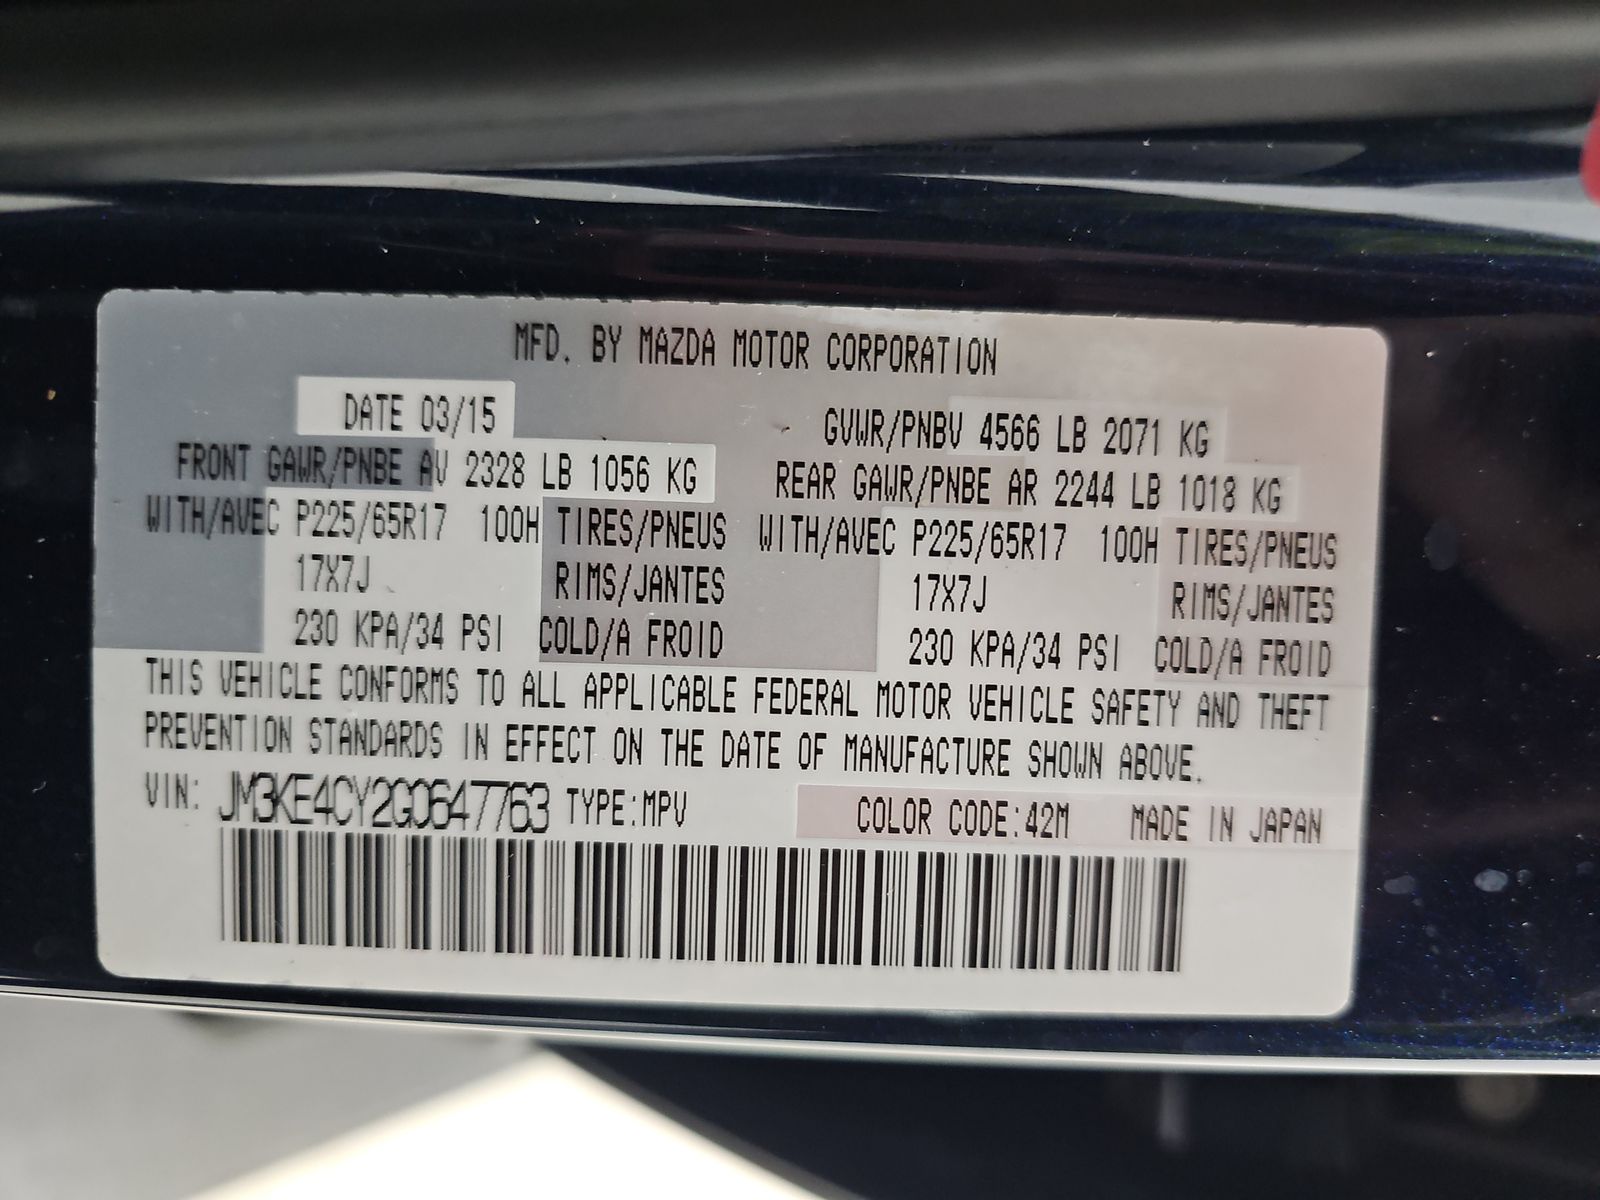 MFD. BY MAZDA MOTOR CORPORATION
DATE 03/15 GVWR/PNBV 4566 LB 2071 KG
FRONT GAWR/PNBE AV 2328 LB 1056 KG REAR GAWR/PNBE AR 2244 LB 1018 KG
WITH/AVEC P225/65R17 100H TIRES/PNEUS WITH/AVEC P225/65R17 100H TIRES/PNEUS
17X7J RIMS/JANTES 17X7J RIMS/JANTES
230 KPA/34 PSI COLD/A FROID 230 KPA/34 PSI COLD/A FROID
THIS VEHICLE CONFORMS TO ALL APPLICABLE FEDERAL MOTOR VEHICLE SAFETY AND THEFT
PREVENTION STANDARDS IN EFFECT ON THE DATE OF MANUFACTURE SHOWN ABOVE.
VIN: JM3KE4CY2G0647763 TYPE:MPV COLOR CODE:42M MADE IN JAPAN